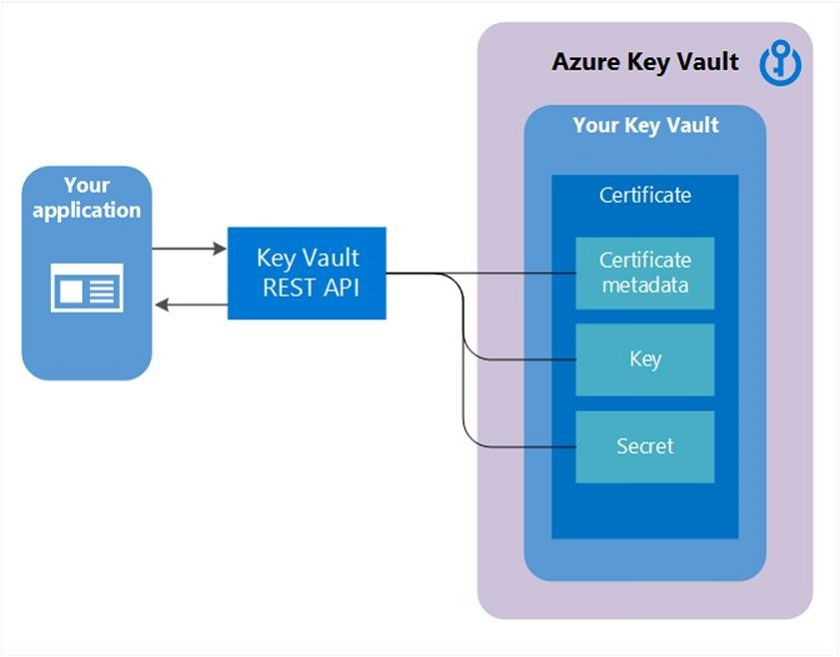 Azure Key Vault
Your Key Vault
Your
application
Certificate
Key Vault
REST API
Certificate
metadata
Key
Secret